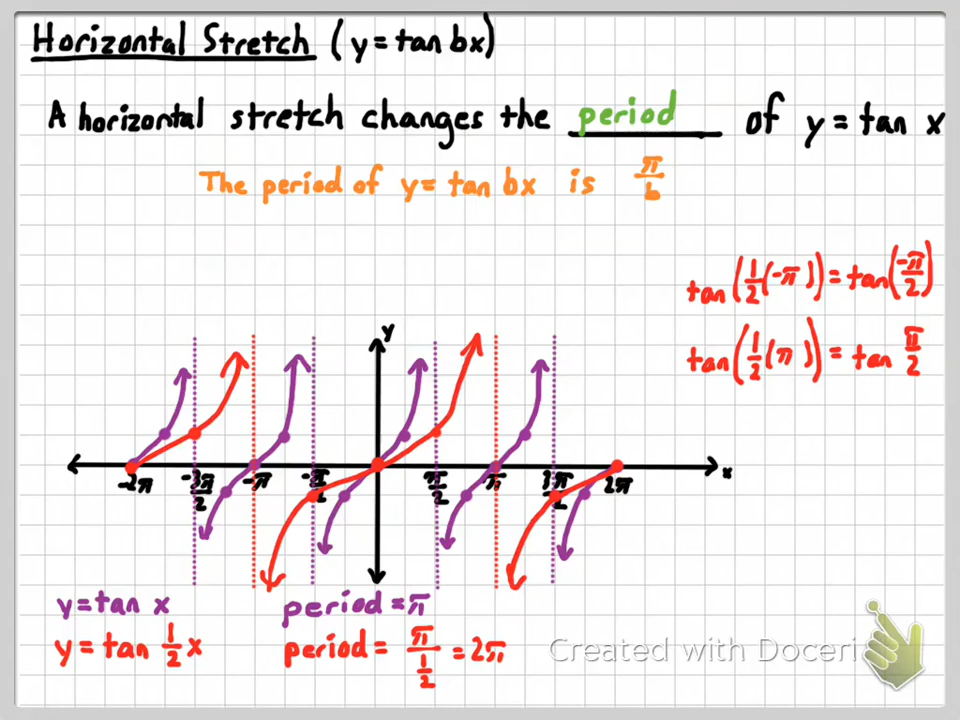 Horizontal Stretch (y = tan bx)
A horizontal stretch changes the period of y = tan x
The period of y = tan bx is π/b
tan(1/2(-π)) = tan(-π/2)
tan(1/2(π)) = tan π/2
y
-2π -3π/2 -π -π/2 π/2 π 3π/2 2π x
y = tan x period = π
y = tan 1/2 x period = π/(1/2) = 2π
Created with Doceri